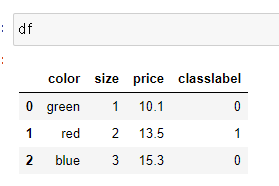 df
color size price classlabel
0 green 1 10.1 0
1 red 2 13.5 1
2 blue 3 15.3 0